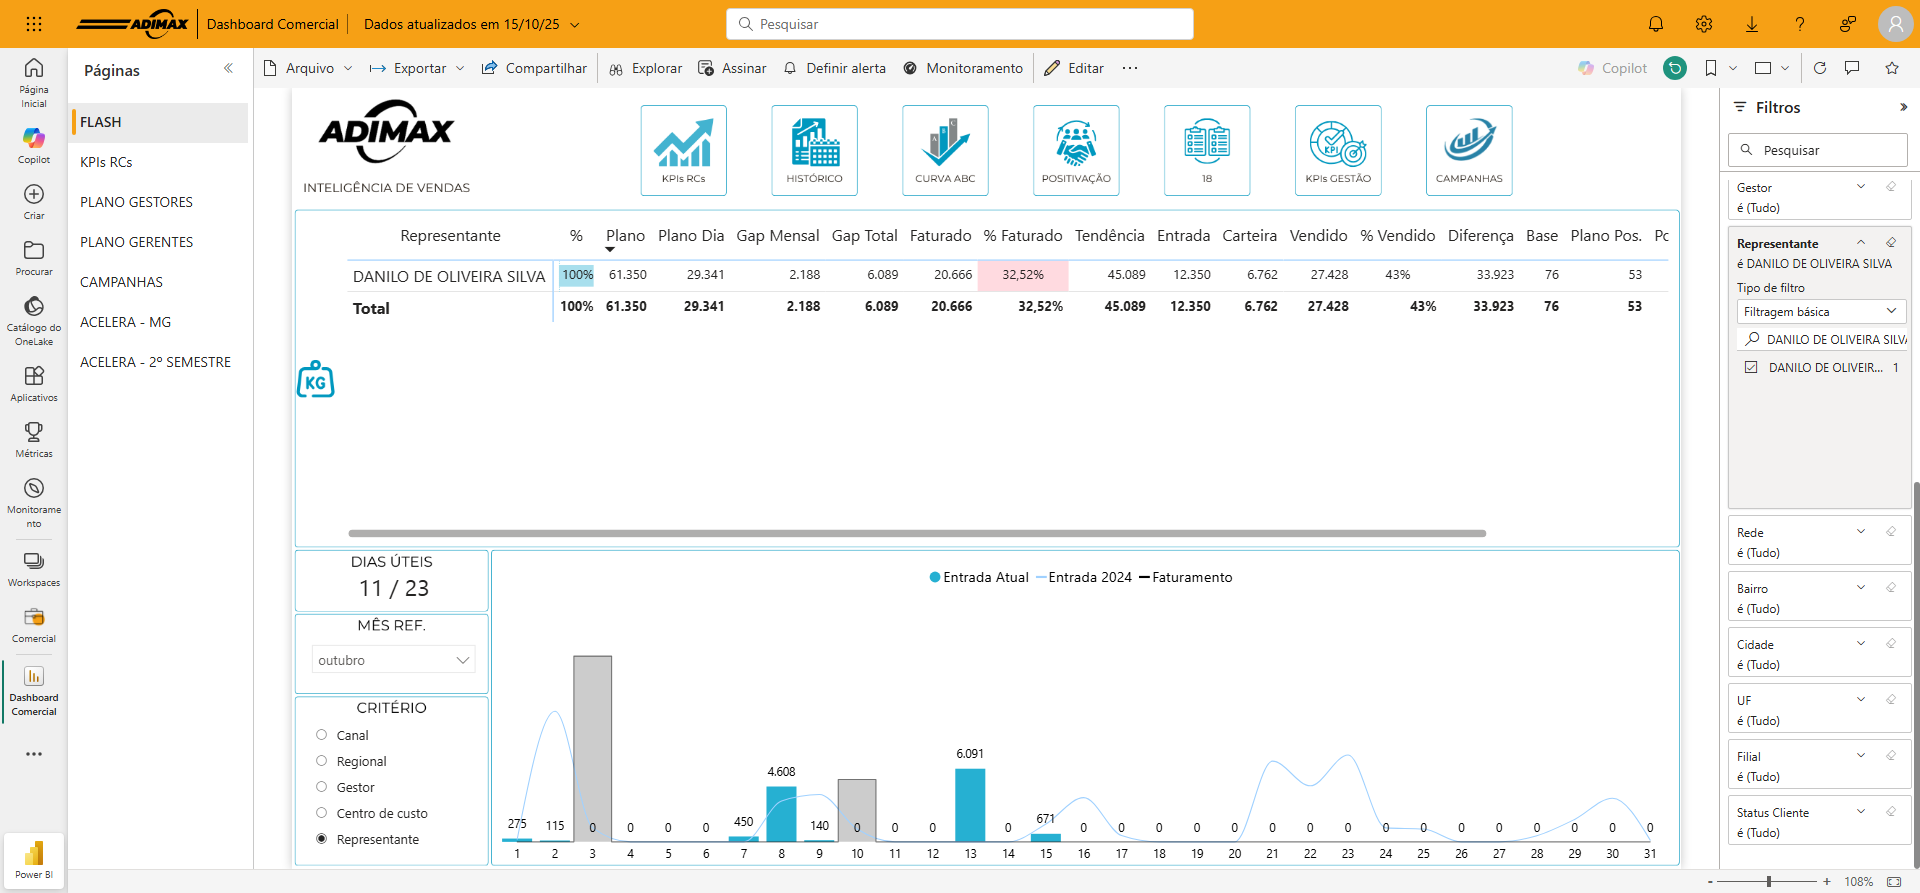 ADIMAX
Dashboard Comercial
Dados atualizados em 15/10/25
Pesquisar
Página Inicial
Copilot
Criar
Procurar
Catálogo do OneLake
Aplicativos
Métricas
Monitoramento
Workspaces
Comercial
Dashboard Comercial
Power BI
Páginas
FLASH
KPIs RCs
PLANO GESTORES
PLANO GERENTES
CAMPANHAS
ACELERA - MG
ACELERA - 2º SEMESTRE
Arquivo
Exportar
Compartilhar
Explorar
Assinar
Definir alerta
Monitoramento
Editar
Copilot
ADIMAX
INTELIGÊNCIA DE VENDAS
KPIs RCs
HISTÓRICO
A B C
CURVA ABC
POSITIVAÇÃO
18
KPI
KPIs GESTÃO
CAMPANHAS
Representante % Plano Plano Dia Gap Mensal Gap Total Faturado % Faturado Tendência Entrada Carteira Vendido % Vendido Diferença Base Plano Pos. Pc
DANILO DE OLIVEIRA SILVA 100% 61.350 29.341 2.188 6.089 20.666 32,52% 45.089 12.350 6.762 27.428 43% 33.923 76 53
Total 100% 61.350 29.341 2.188 6.089 20.666 32,52% 45.089 12.350 6.762 27.428 43% 33.923 76 53
KG
DIAS ÚTEIS
11 / 23
MÊS REF.
outubro
CRITÉRIO
Canal
Regional
Gestor
Centro de custo
Representante
Entrada Atual Entrada 2024 Faturamento
275 115 0 0 0 0 450 4.608 140 0 0 0 6.091 0 671 0 0 0 0 0 0 0 0 0 0 0 0 0 0 0 0
1 2 3 4 5 6 7 8 9 10 11 12 13 14 15 16 17 18 19 20 21 22 23 24 25 26 27 28 29 30 31
Filtros
Pesquisar
Gestor
é (Tudo)
Representante
é DANILO DE OLIVEIRA SILVA
Tipo de filtro
Filtragem básica
DANILO DE OLIVEIRA SILVA
DANILO DE OLIVEIR... 1
Rede
é (Tudo)
Bairro
é (Tudo)
Cidade
é (Tudo)
UF
é (Tudo)
Filial
é (Tudo)
Status Cliente
é (Tudo)
- + 108%